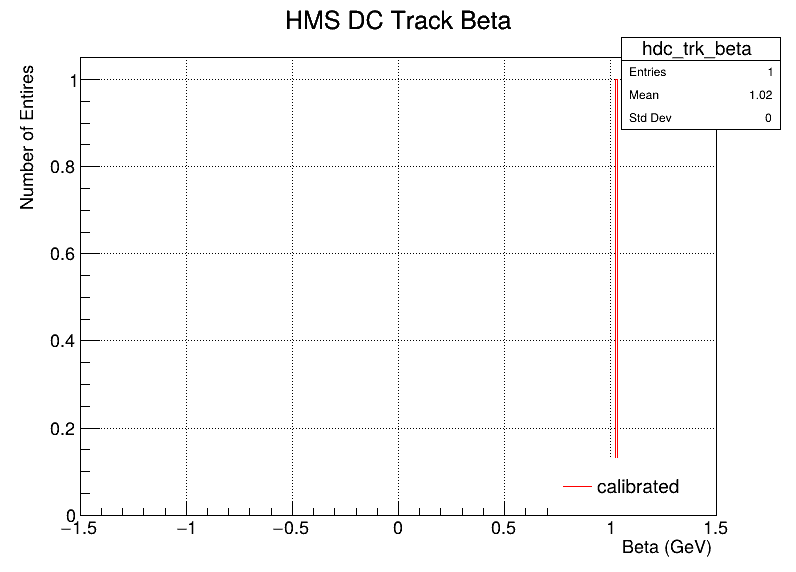 HMS DC Track Beta
hdc_trk_beta
Entries 1
Mean 1.02
Std Dev 0
Number of Entires
1
0.8
0.6
0.4
0.2
0
−1.5 −1 −0.5 0 0.5 1 1.5
calibrated
Beta (GeV)